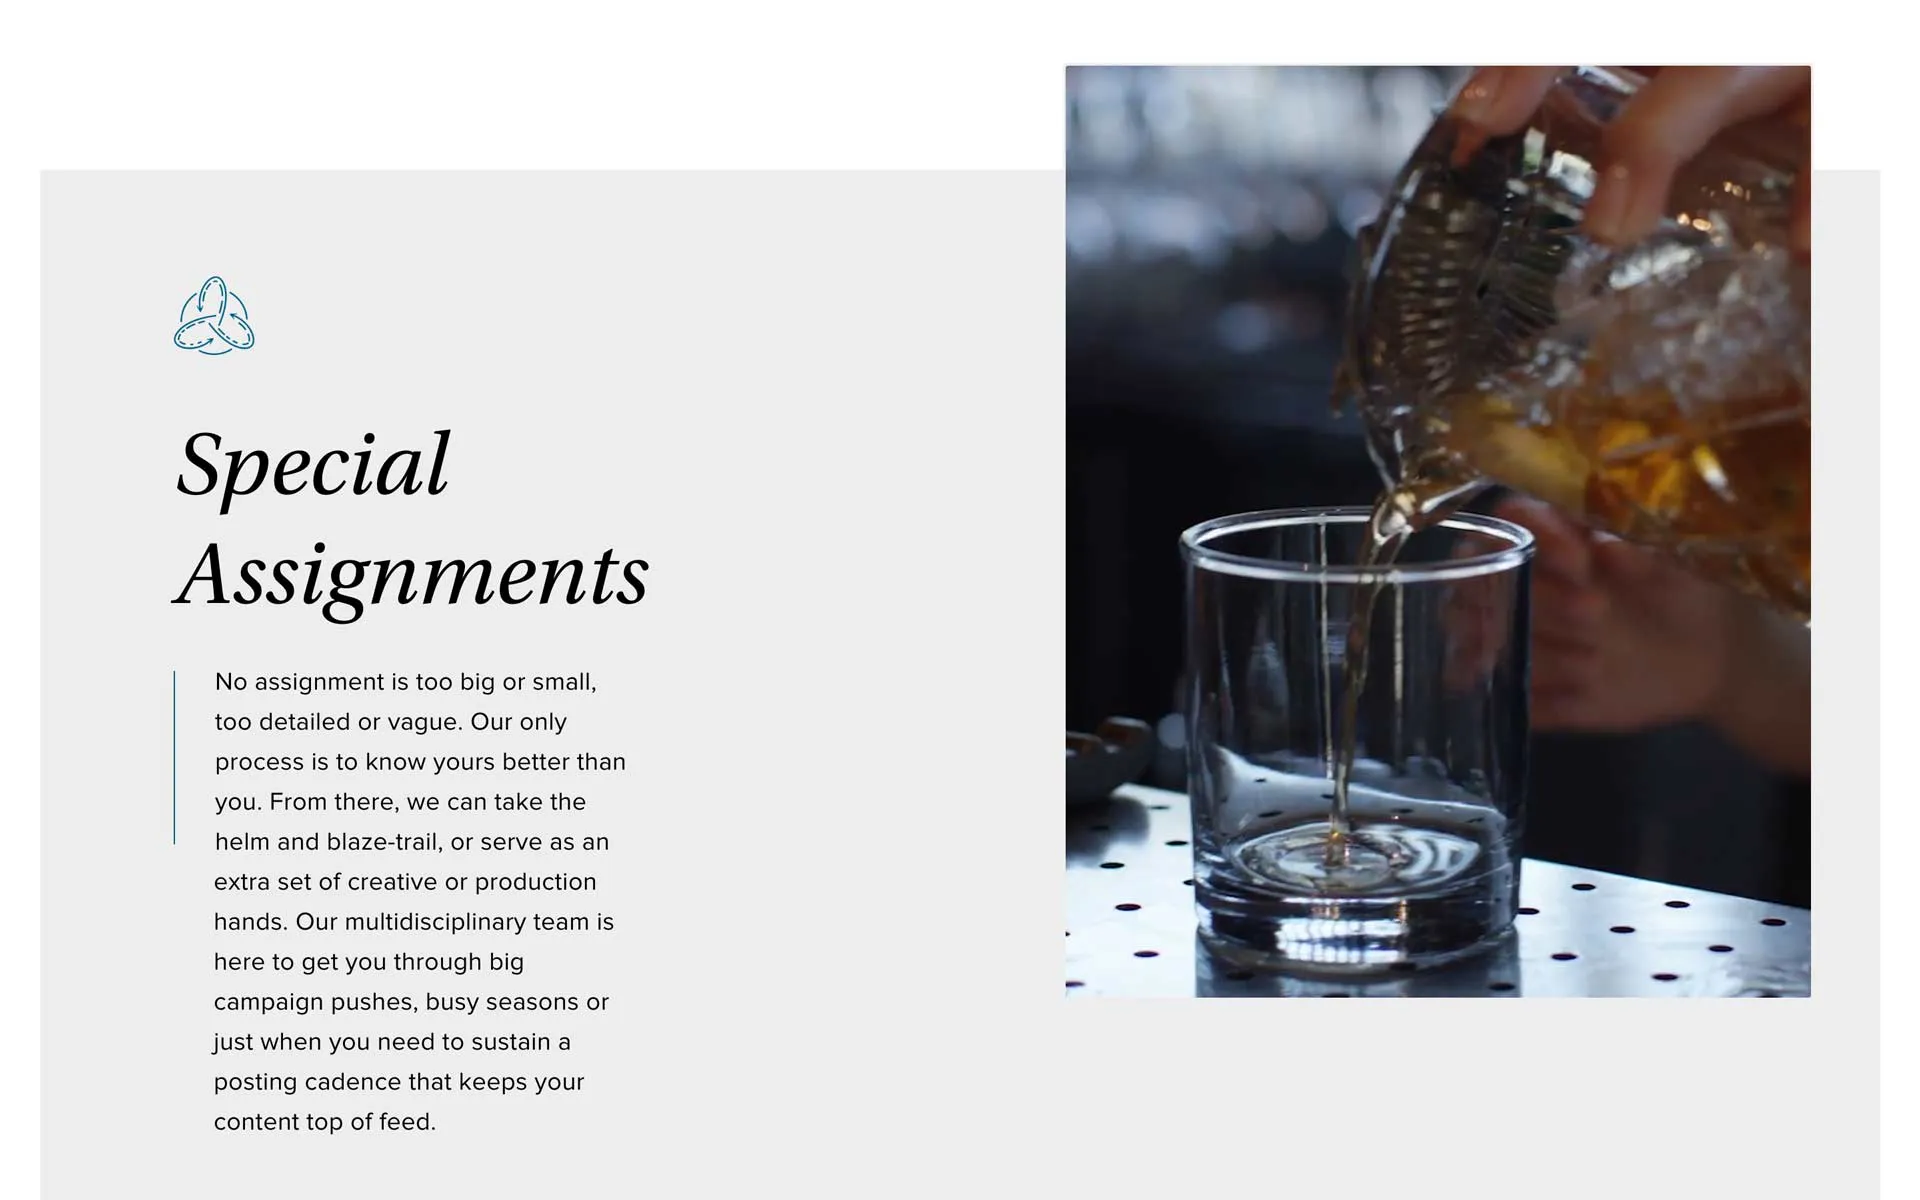 Special
Assignments
No assignment is too big or small,
too detailed or vague. Our only
process is to know yours better than
you. From there, we can take the
helm and blaze-trail, or serve as an
extra set of creative or production
hands. Our multidisciplinary team is
here to get you through big
campaign pushes, busy seasons or
just when you need to sustain a
posting cadence that keeps your
content top of feed.